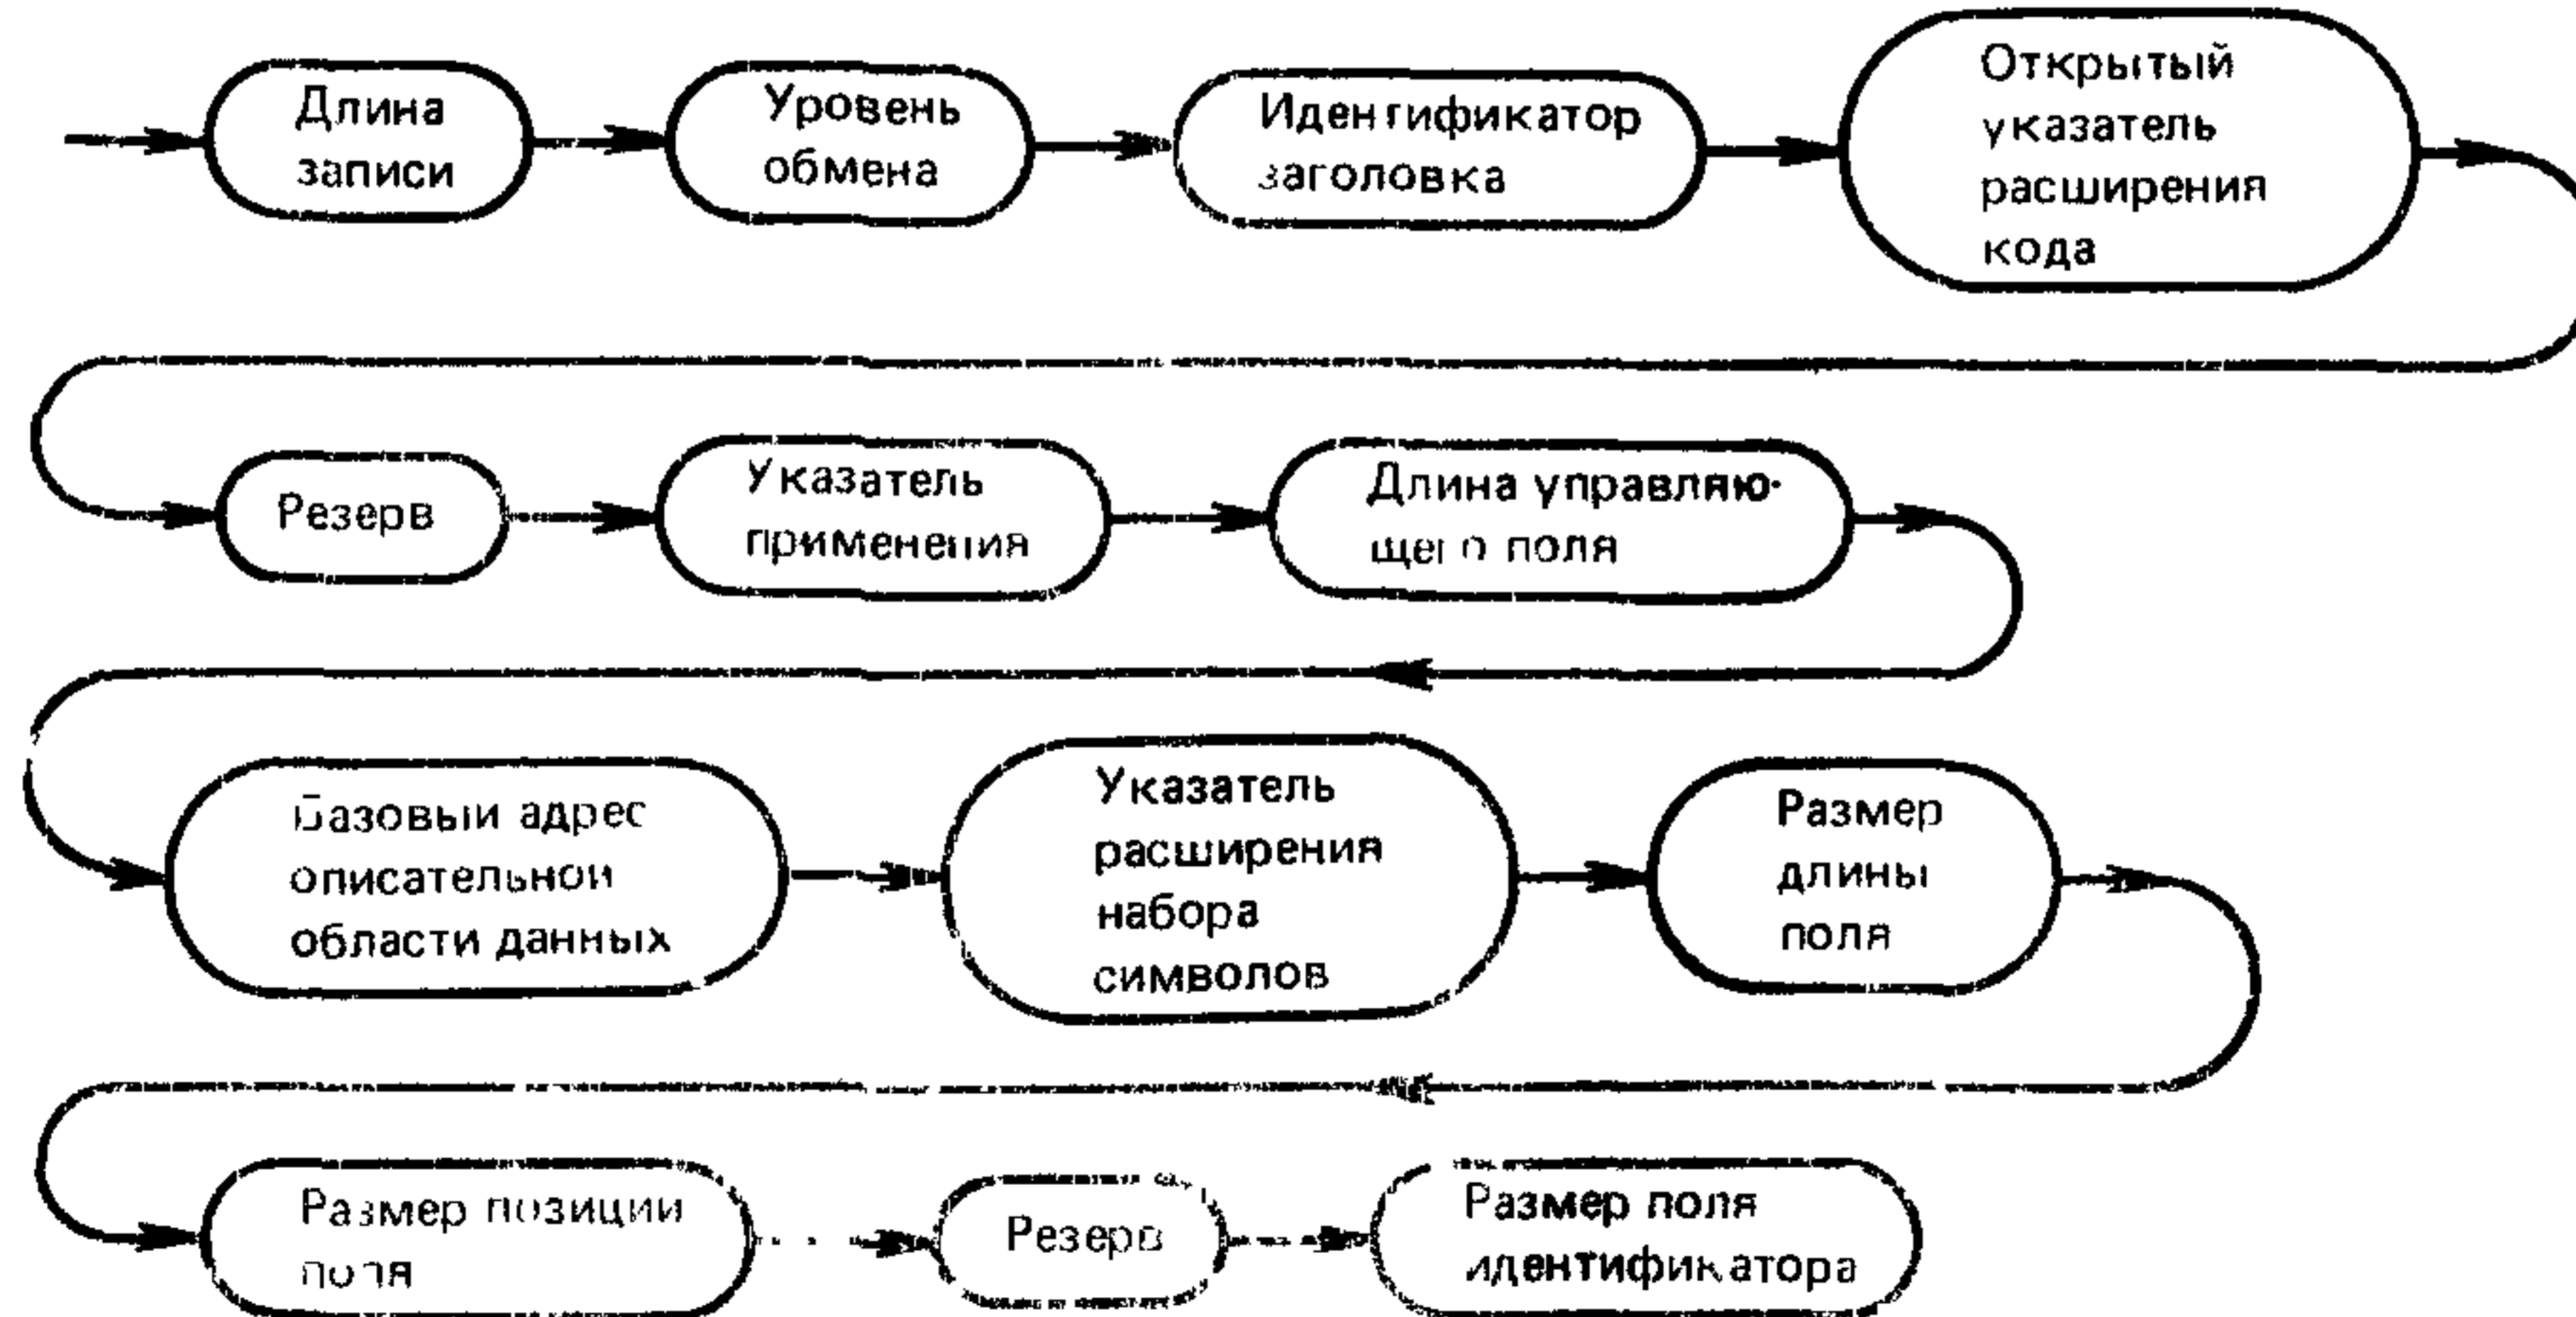 Длина
записи
Уровень
обмена
Идентификатор
заголовка
Открытый
указатель
расширения
кода
Резерв
Указатель
применения
Длина управляю-
щего поля
Базовый адрес
описательной
области данных
Указатель
расширения
набора
символов
Размер
длины
поля
Размер позиции
поля
Резерв
Размер поля
идентификатора